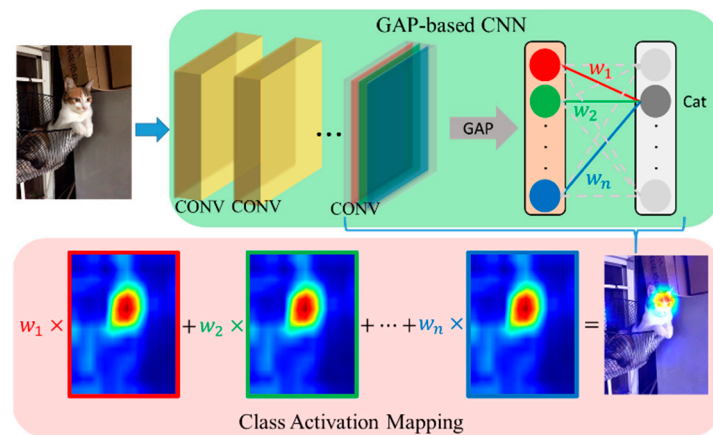 GAP-based CNN
w₁
w₂
wₙ
Cat
...
GAP
CONV
CONV
CONV
w₁ ×
+ w₂ ×
+ ... + wₙ ×
=
Class Activation Mapping